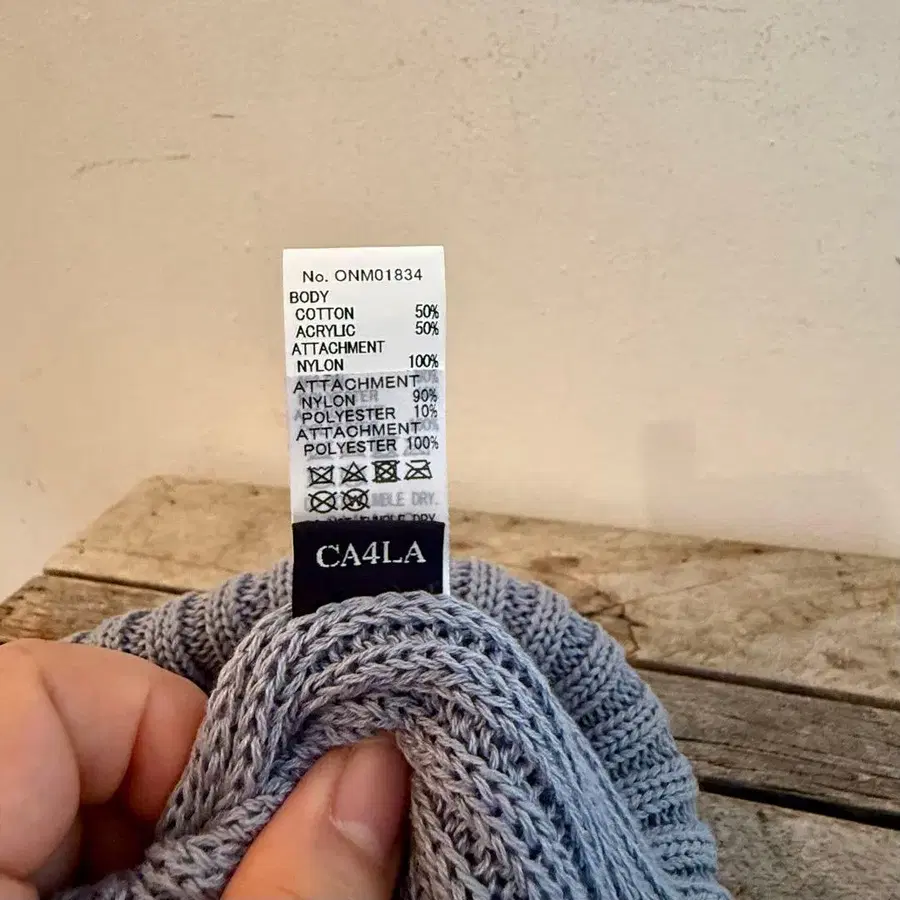 No. ONM01834
BODY
COTTON 50%
ACRYLIC 50%
ATTACHMENT
NYLON 100%
ATTACHMENT
NYLON 90%
POLYESTER 10%
ATTACHMENT
POLYESTER 100%
CA4LA